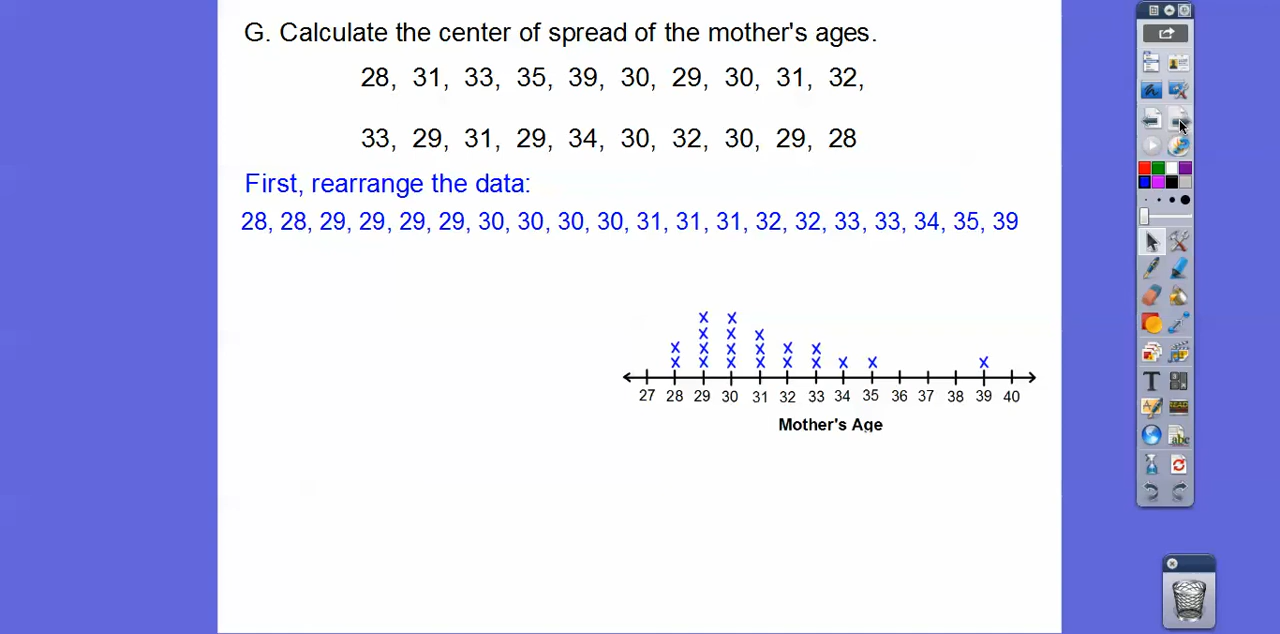 G. Calculate the center of spread of the mother's ages.
28, 31, 33, 35, 39, 30, 29, 30, 31, 32,
33, 29, 31, 29, 34, 30, 32, 30, 29, 28
First, rearrange the data:
28, 28, 29, 29, 29, 29, 30, 30, 30, 30, 31, 31, 31, 32, 32, 33, 33, 34, 35, 39
27 28 29 30 31 32 33 34 35 36 37 38 39 40
Mother's Age